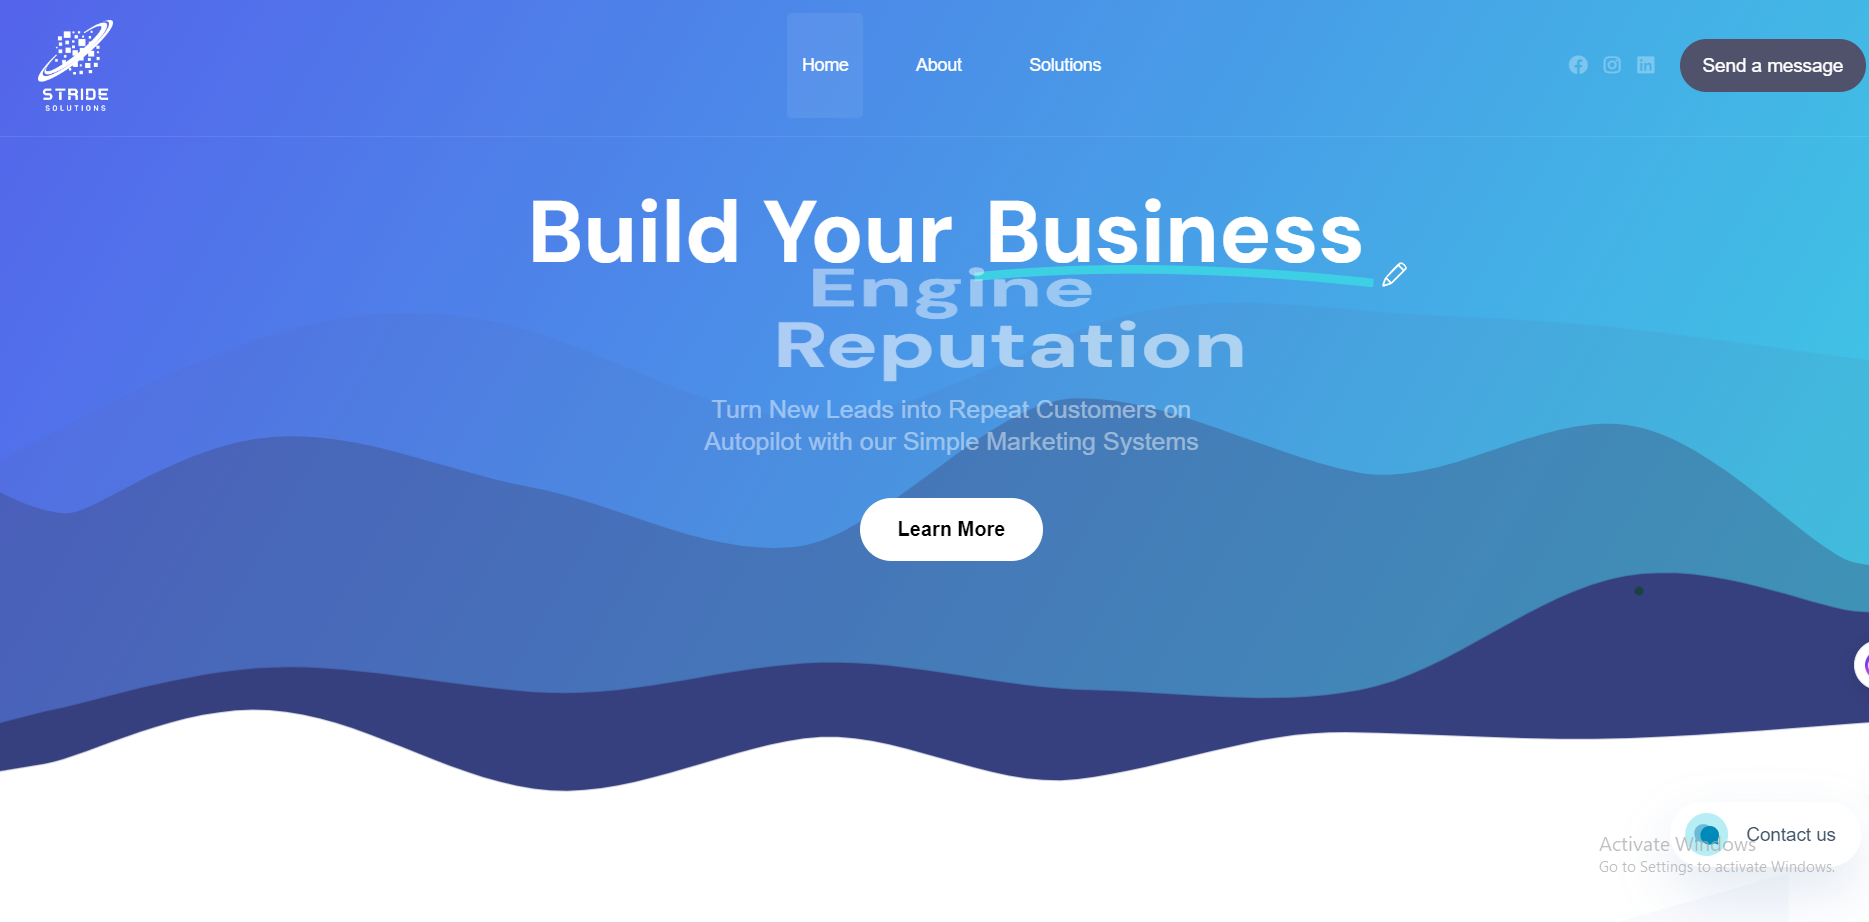 STRIDE
SOLUTIONS
Home
About
Solutions
Send a message
Build Your Business
Engine
Reputation
Turn New Leads into Repeat Customers on
Autopilot with our Simple Marketing Systems
Learn More
Contact us
Activate Windows
Go to Settings to activate Windows.